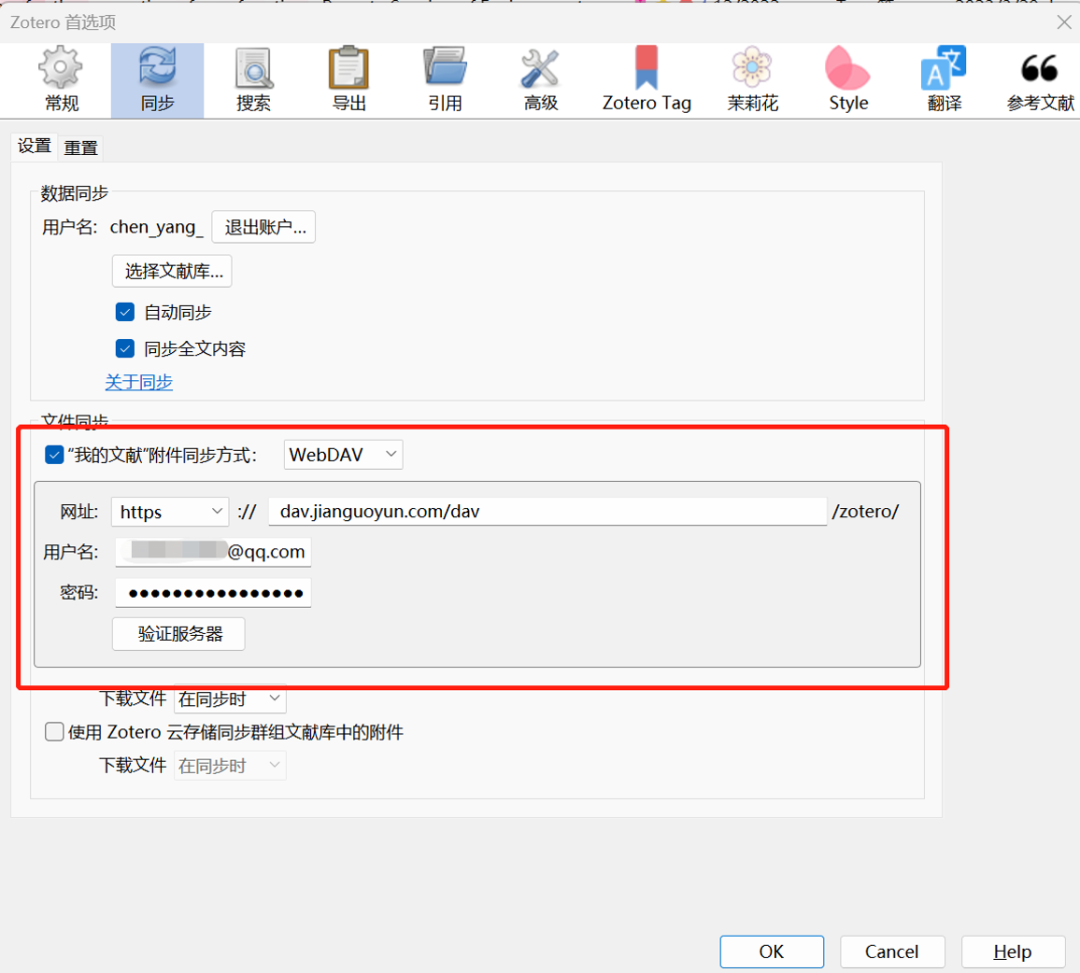 Zotero 首选项
常规 同步 搜索 导出 引用 高级 Zotero Tag 茉莉花 Style 翻译 参考文献
设置 重置
数据同步
用户名: chen_yang_ 退出账户...
选择文献库...
自动同步
同步全文内容
关于同步
文件同步
“我的文献”附件同步方式: WebDAV
网址: https :// dav.jianguoyun.com/dav /zotero/
用户名: @qq.com
密码: ●●●●●●●●●●●●●●●●
验证服务器
下载文件 在同步时
使用 Zotero 云存储同步群组文献库中的附件
下载文件 在同步时
OK Cancel Help